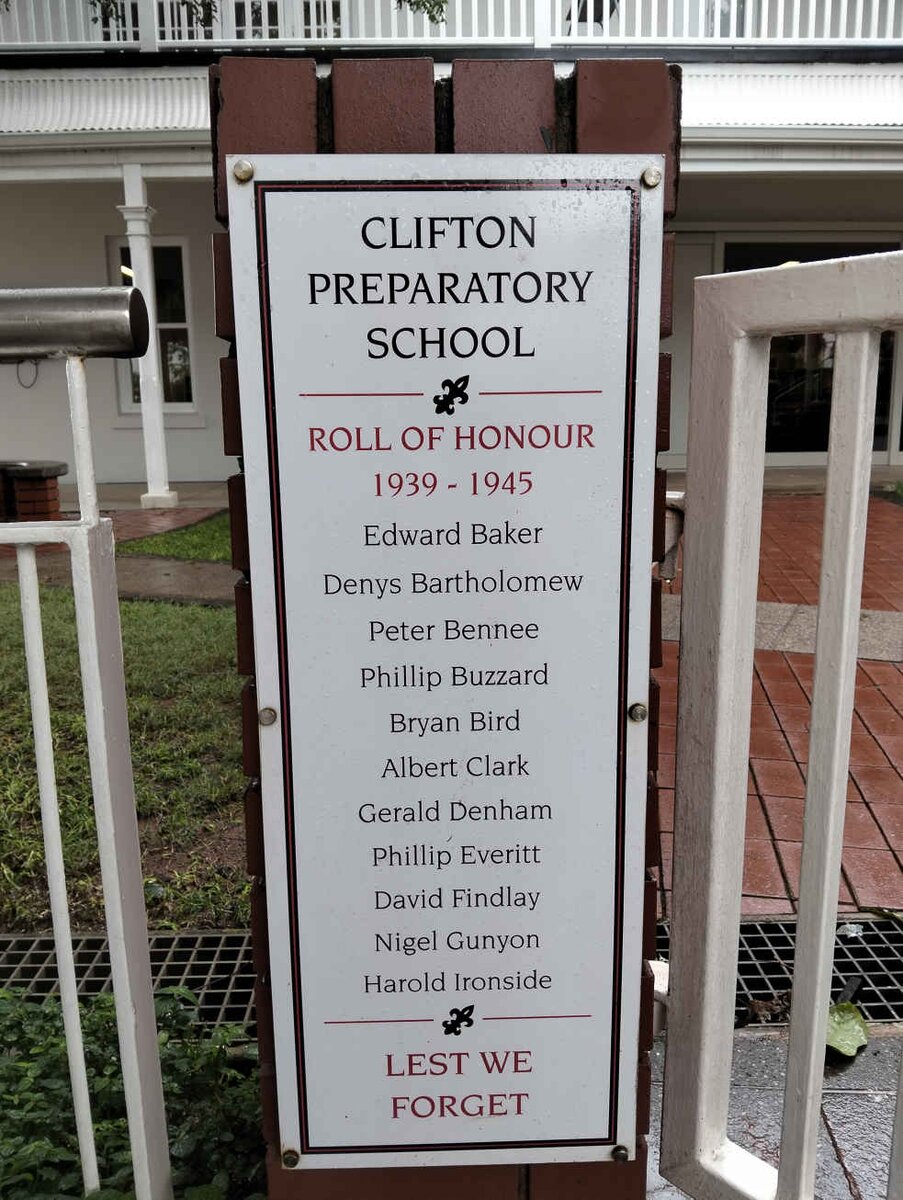 CLIFTON
PREPARATORY
SCHOOL
ROLL OF HONOUR
1939 - 1945
Edward Baker
Denys Bartholomew
Peter Bennee
Phillip Buzzard
Bryan Bird
Albert Clark
Gerald Denham
Phillip Everitt
David Findlay
Nigel Gunyon
Harold Ironside
LEST WE
FORGET